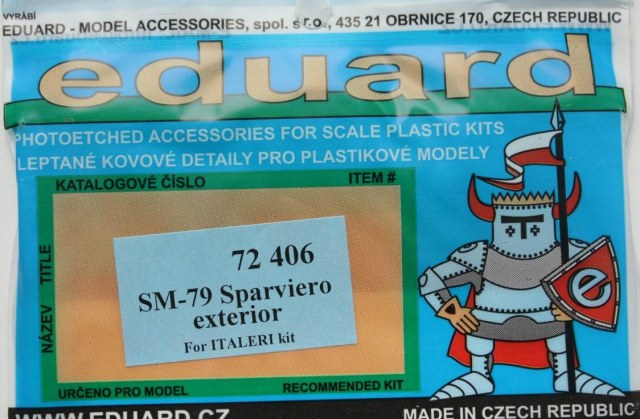 VYRÁBÍ
EDUARD - MODEL ACCESSORIES, spol. s r.o., 435 21 OBRNICE 170, CZECH REPUBLIC
eduard
PHOTOETCHED ACCESSORIES FOR SCALE PLASTIC KITS
LEPTANÉ KOVOVÉ DETAILY PRO PLASTIKOVÉ MODELY
KATALOGOVÉ ČÍSLO ITEM #
NÁZEV TITLE
72 406
SM-79 Sparviero
exterior
For ITALERI kit
e
URČENO PRO MODEL RECOMMENDED KIT
WWW.EDUARD.CZ MADE IN CZECH REPUBLIC